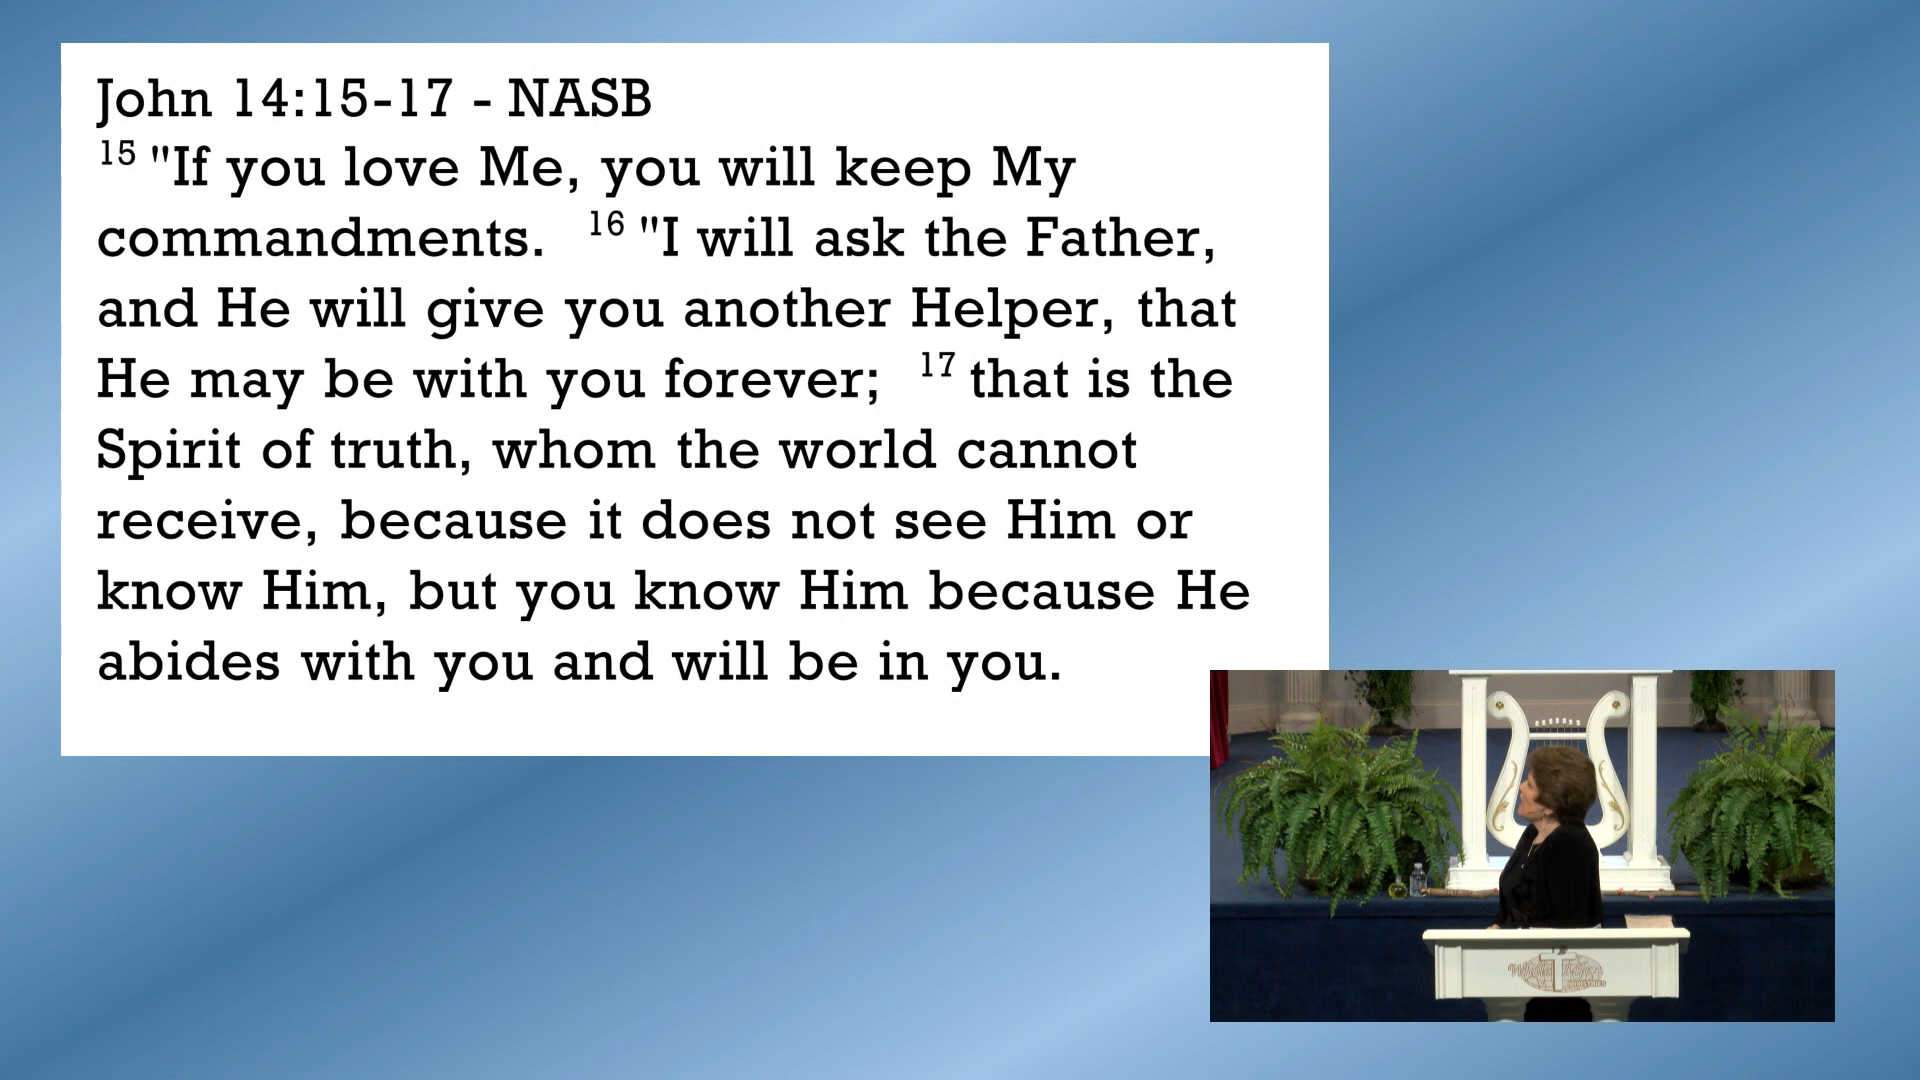 John 14:15-17 - NASB
15 "If you love Me, you will keep My
commandments. 16 "I will ask the Father,
and He will give you another Helper, that
He may be with you forever; 17 that is the
Spirit of truth, whom the world cannot
receive, because it does not see Him or
know Him, but you know Him because He
abides with you and will be in you.